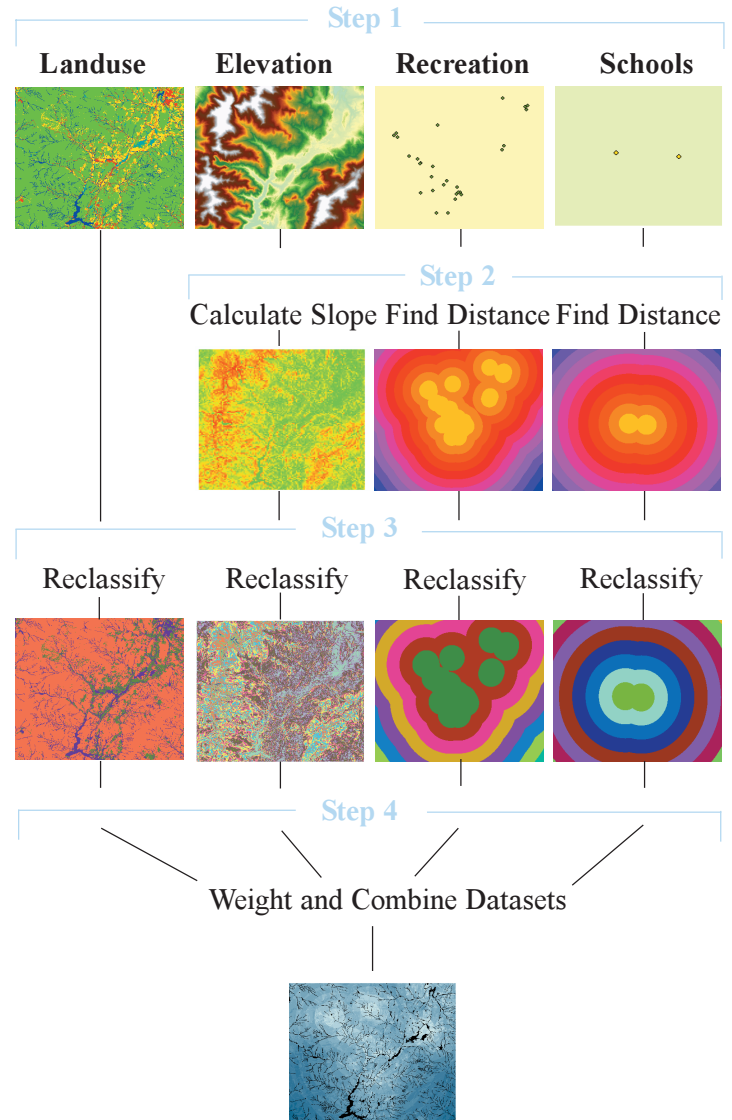 Step 1
Landuse Elevation Recreation Schools
Step 2
Calculate Slope Find Distance Find Distance
Step 3
Reclassify Reclassify Reclassify Reclassify
Step 4
Weight and Combine Datasets